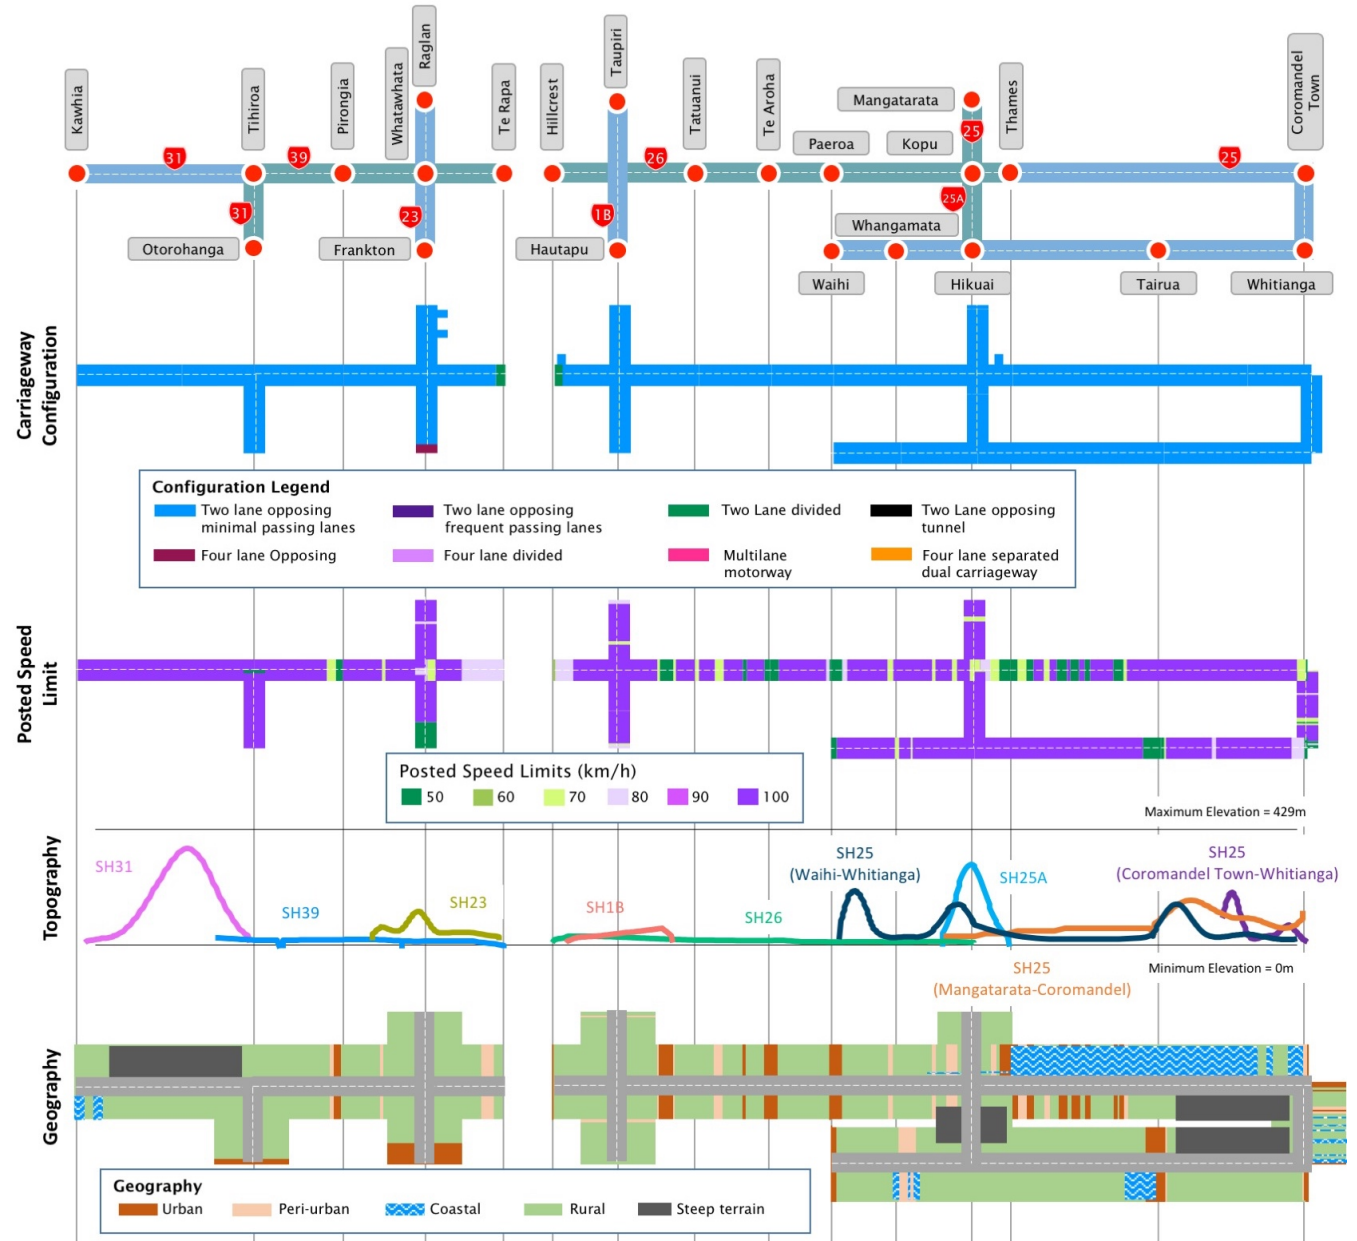 Kawhia
Tihiroa
Pirongia
Whatawhata
Raglan
Te Rapa
Hillcrest
Taupiri
Tatuanui
Te Aroha
Mangatarata
Paeroa
Kopu
Thames
Coromandel
Town
31
39
26
25
25
31
23
1B
25A
Otorohanga
Frankton
Hautapu
Whangamata
Waihi
Hikuai
Tairua
Whitianga
Carriageway
Configuration
Configuration Legend
Two lane opposing
minimal passing lanes
Two lane opposing
frequent passing lanes
Two Lane divided
Two Lane opposing
tunnel
Four lane Opposing
Four lane divided
Multilane
motorway
Four lane separated
dual carriageway
Posted Speed
Limit
Posted Speed Limits (km/h)
50
60
70
80
90
100
Maximum Elevation = 429m
Topography
SH31
SH39
SH23
SH1B
SH26
SH25
(Waihi-Whitianga)
SH25A
SH25
(Coromandel Town-Whitianga)
SH25
(Mangatarata-Coromandel)
Minimum Elevation = 0m
Geography
Geography
Urban
Peri-urban
Coastal
Rural
Steep terrain